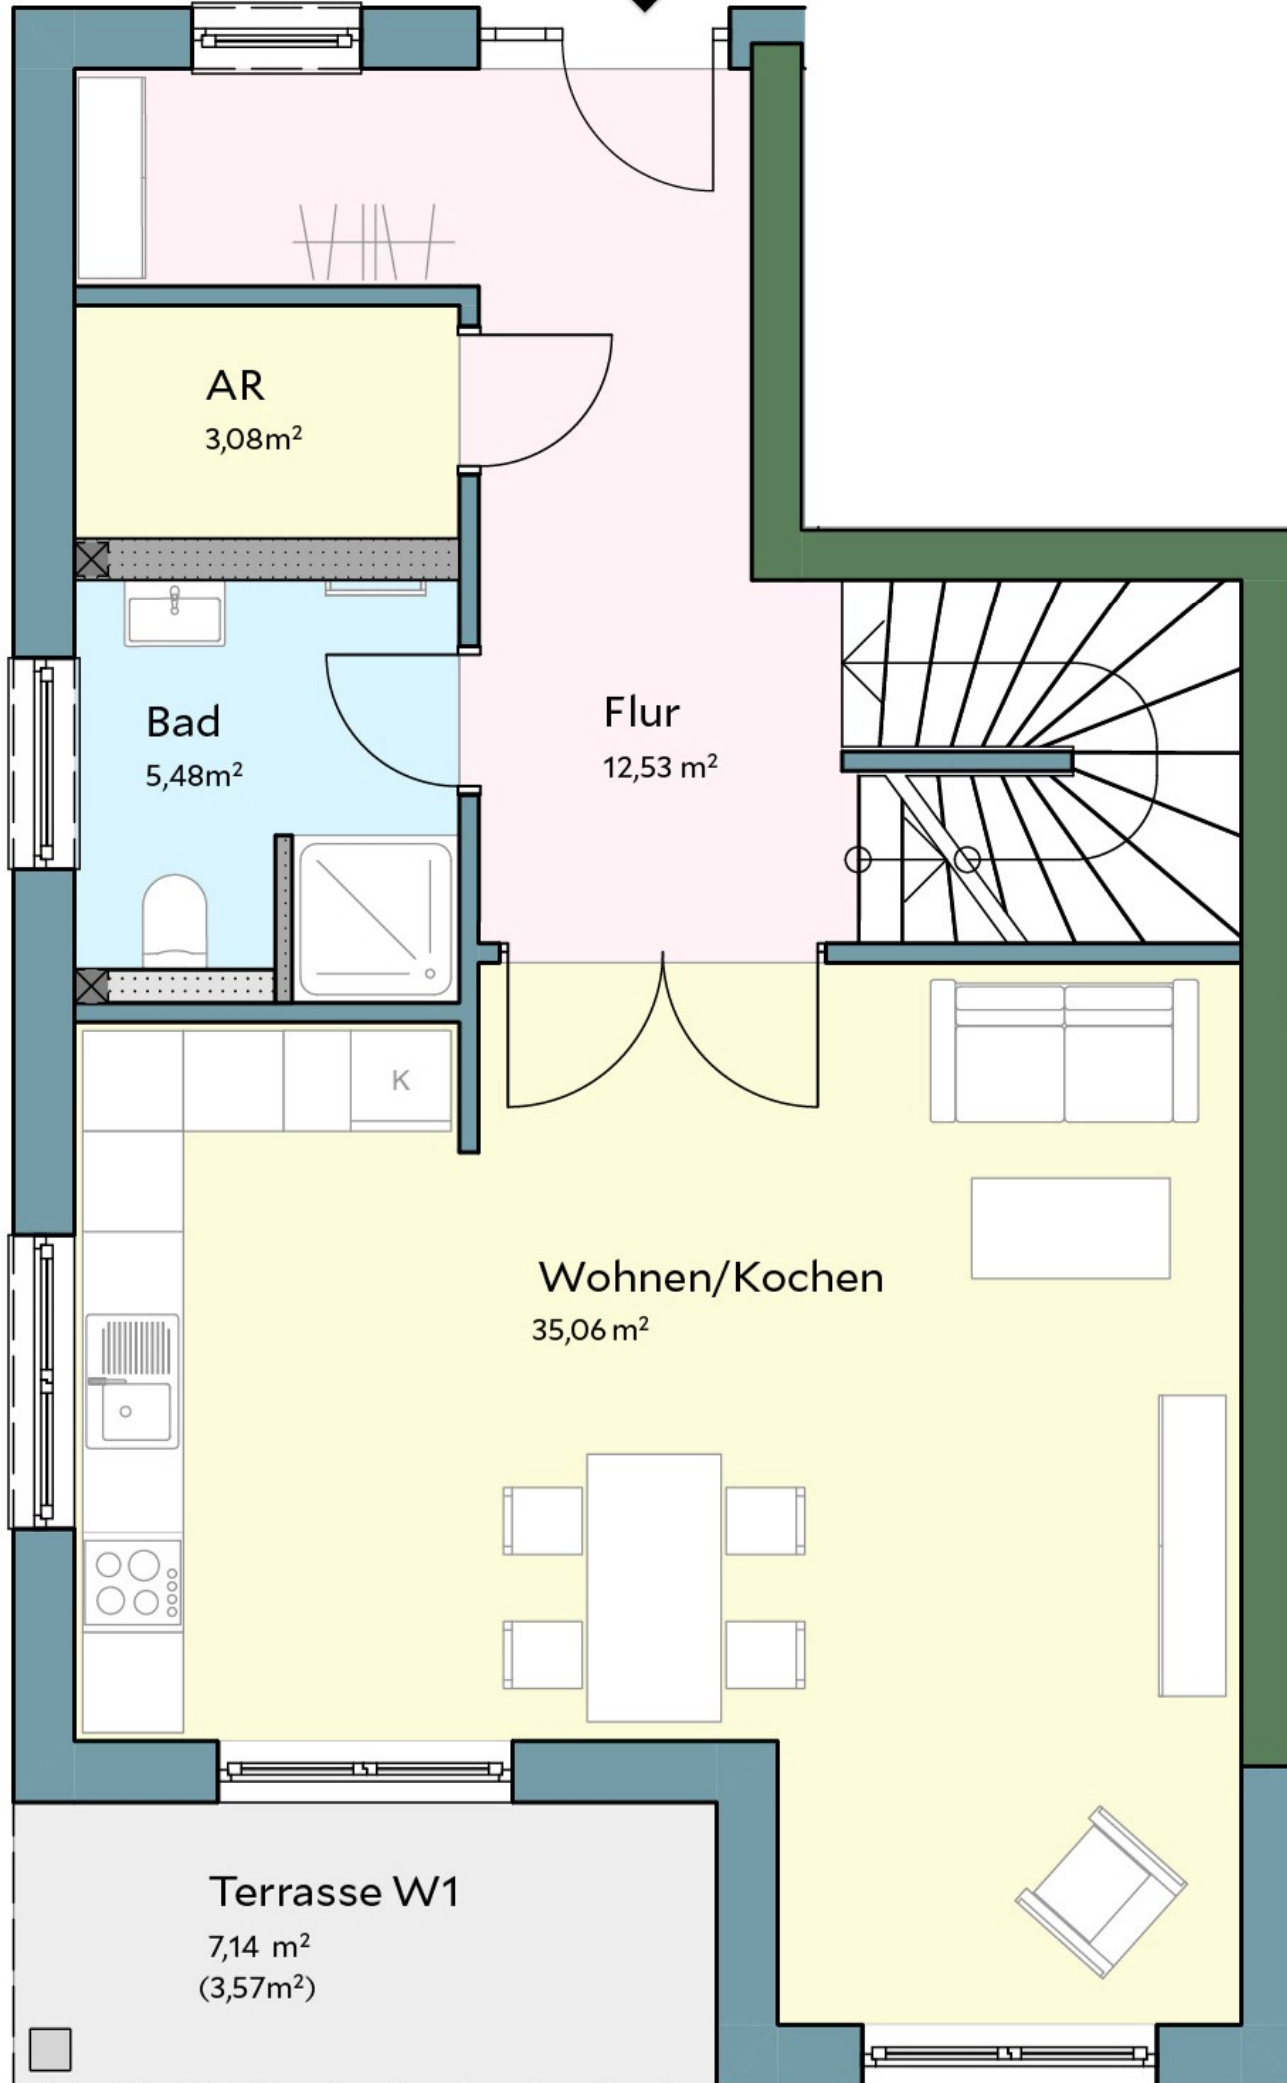 AR
3,08m²
Bad
5,48m²
Flur
12,53 m²
K
Wohnen/Kochen
35,06 m²
Terrasse W1
7,14 m²
(3,57m²)